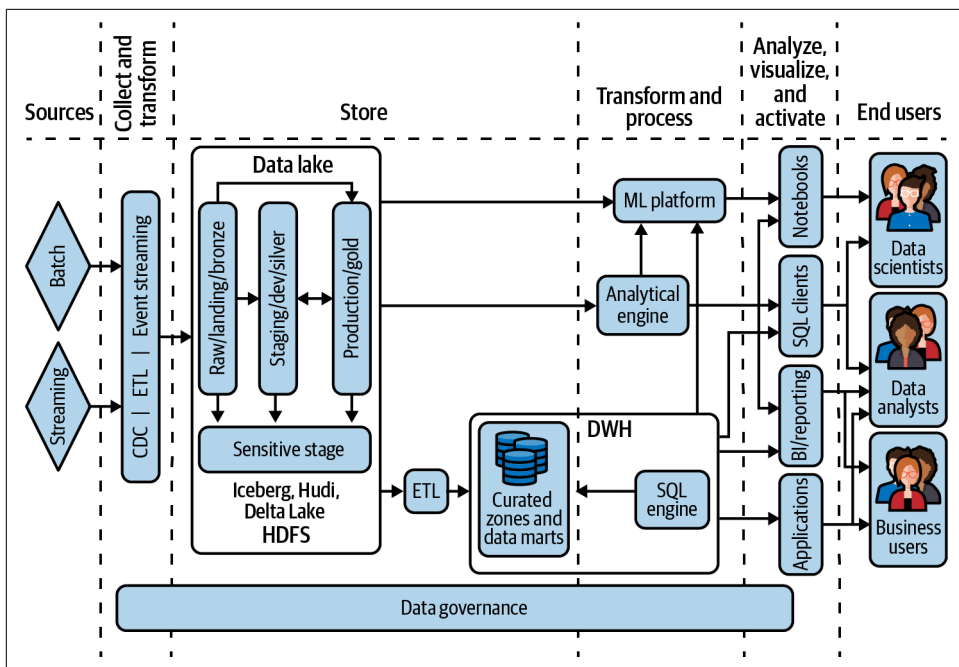 Sources
Collect and
transform
Store
Transform and
process
Analyze,
visualize,
and
activate
End users
Batch
Streaming
CDC | ETL | Event streaming
Data lake
Raw/landing/bronze
Staging/dev/silver
Production/gold
Sensitive stage
Iceberg, Hudi,
Delta Lake
HDFS
ETL
DWH
Curated
zones and
data marts
SQL
engine
ML platform
Analytical
engine
Notebooks
SQL clients
BI/reporting
Applications
Data
scientists
Data
analysts
Business
users
Data governance